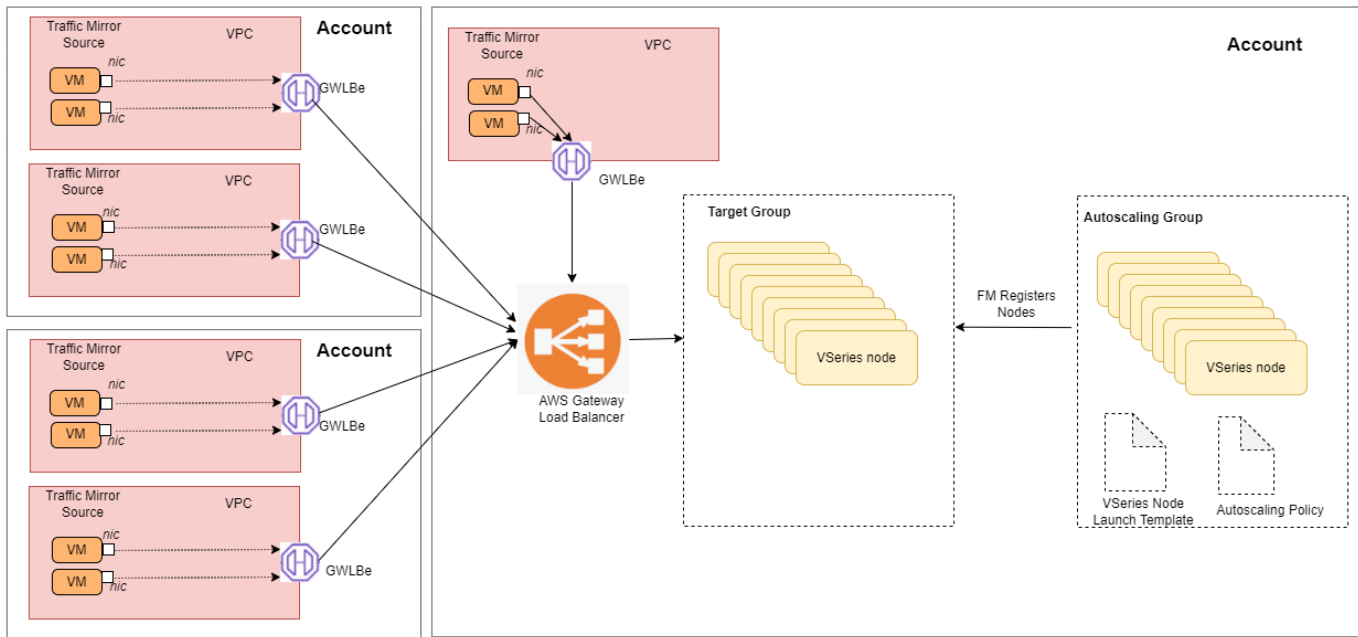 Account
Traffic Mirror
Source
VPC
nic
VM
VM
nic
GWLBe
Traffic Mirror
Source
VPC
nic
VM
VM
nic
GWLBe
Account
Traffic Mirror
Source
VPC
nic
VM
VM
nic
GWLBe
Traffic Mirror
Source
VPC
nic
VM
VM
nic
GWLBe
Account
Traffic Mirror
Source
VPC
nic
VM
VM
nic
GWLBe
AWS Gateway
Load Balancer
Target Group
VSeries node
FM Registers
Nodes
Autoscaling Group
VSeries node
VSeries Node
Launch Template
Autoscaling Policy